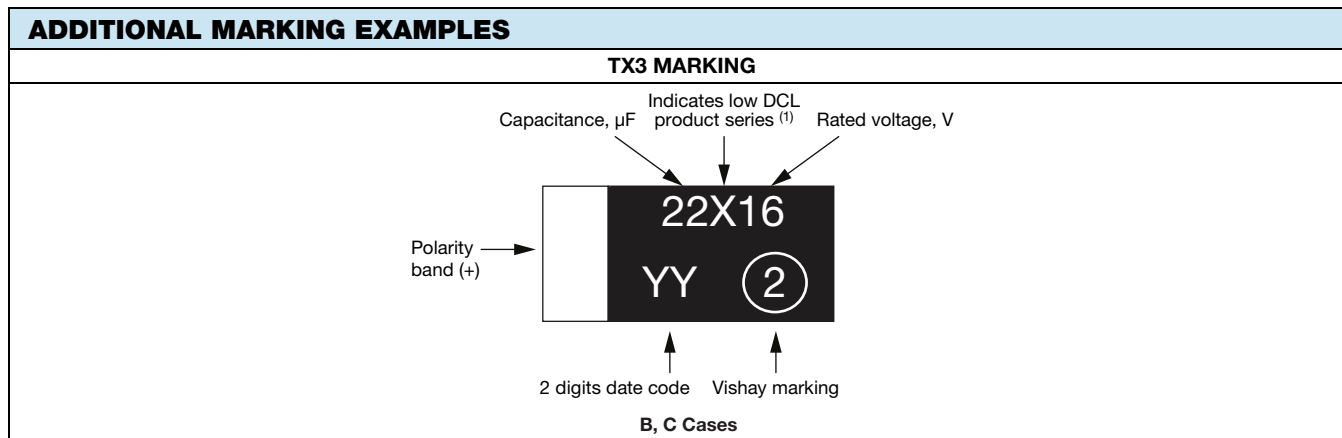 ADDITIONAL MARKING EXAMPLES
TX3 MARKING
Indicates low DCL
Capacitance, µF product series (1) Rated voltage, V
22X16
Polarity
band (+)
YY 2
2 digits date code Vishay marking
B, C Cases